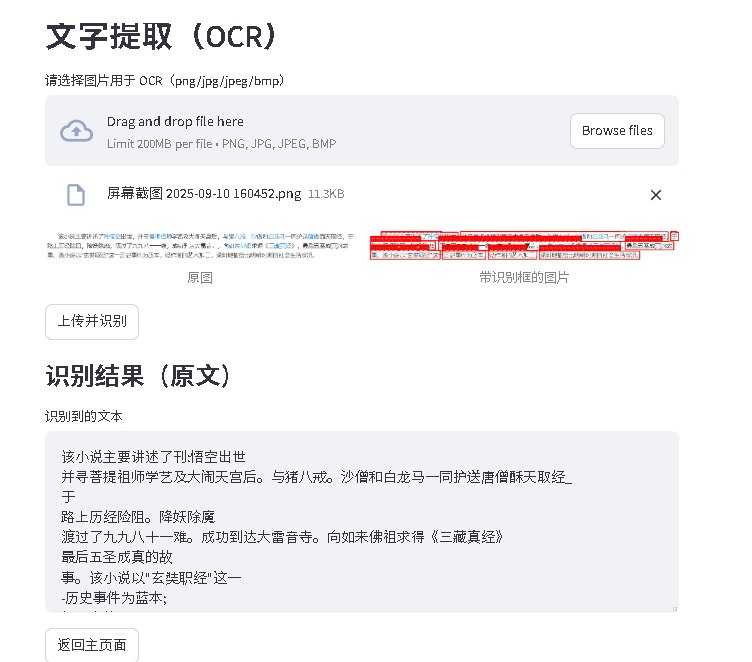 文字提取（OCR）
请选择图片用于 OCR（png/jpg/jpeg/bmp）
Drag and drop file here
Limit 200MB per file • PNG, JPG, JPEG, BMP
Browse files
屏幕截图 2025-09-10 160452.png 11.3KB
原图
带识别框的图片
上传并识别
识别结果（原文）
识别到的文本
该小说主要讲述了刊:悟空出世
并寻菩提祖师学艺及大闹天宫后。与猪八戒。沙僧和白龙马一同护送唐僧酥天取经_
于
路上历经险阻。降妖除魔
渡过了九九八十一难。成功到达大雷音寺。向如来佛祖求得《三藏真经》
最后五圣成真的故
事。该小说以"玄奘职经"这一
-历史事件为蓝本;
返回主页面